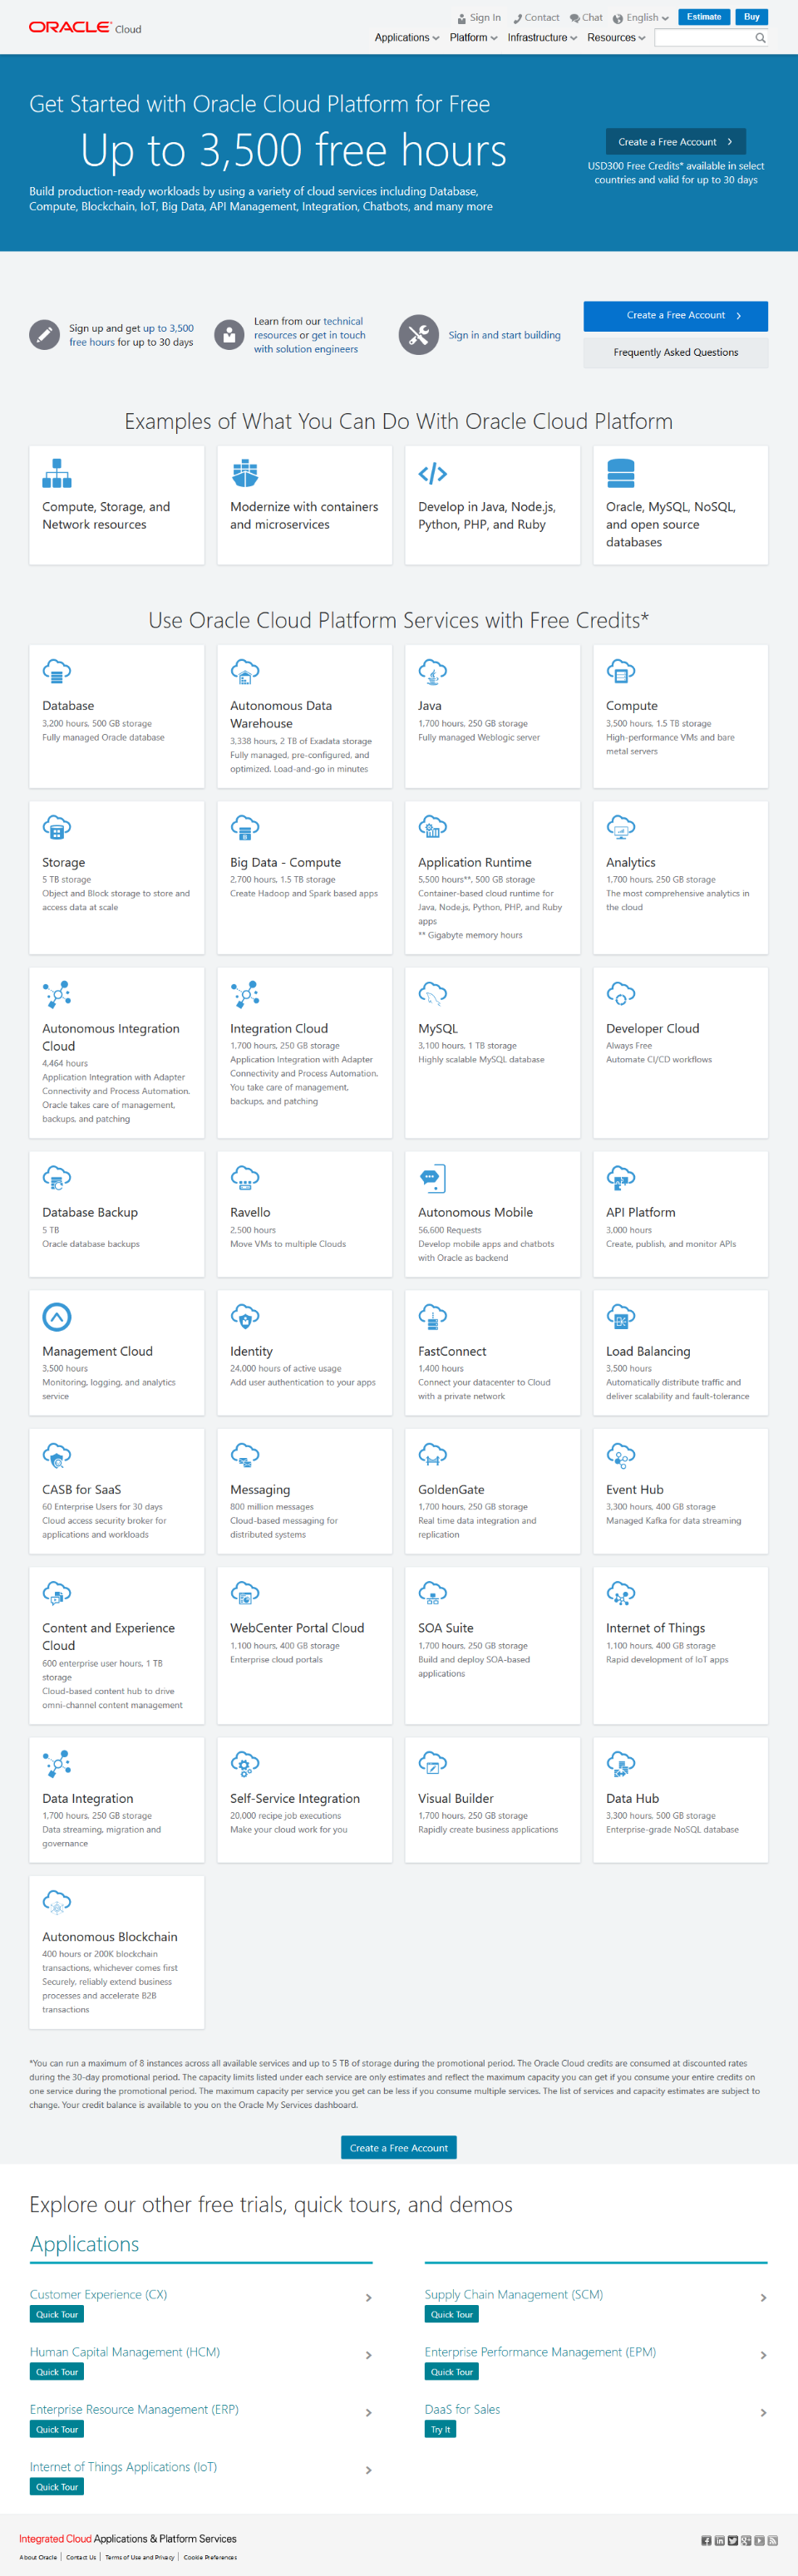 ORACLE Cloud
Sign In Contact Chat English Estimate Buy
Applications Platform Infrastructure Resources
Get Started with Oracle Cloud Platform for Free
Up to 3,500 free hours
Build production-ready workloads by using a variety of cloud services including Database,
Compute, Blockchain, IoT, Big Data, API Management, Integration, Chatbots, and many more
Create a Free Account
USD300 Free Credits* available in select
countries and valid for up to 30 days
Sign up and get up to 3,500
free hours for up to 30 days
Learn from our technical
resources or get in touch
with solution engineers
Sign in and start building
Create a Free Account
Frequently Asked Questions
Examples of What You Can Do With Oracle Cloud Platform
Compute, Storage, and
Network resources
Modernize with containers
and microservices
Develop in Java, Node.js,
Python, PHP, and Ruby
Oracle, MySQL, NoSQL,
and open source
databases
Use Oracle Cloud Platform Services with Free Credits*
Database
3,200 hours, 500 GB storage
Fully managed Oracle database
Autonomous Data
Warehouse
3,338 hours, 2 TB of Exadata storage
Fully managed, pre-configured, and
optimized. Load-and-go in minutes
Java
1,700 hours, 250 GB storage
Fully managed Weblogic server
Compute
3,500 hours, 1.5 TB storage
High-performance VMs and bare
metal servers
Storage
5 TB storage
Object and Block storage to store and
access data at scale
Big Data - Compute
2,700 hours, 1.5 TB storage
Create Hadoop and Spark based apps
Application Runtime
5,500 hours**, 500 GB storage
Container-based cloud runtime for
Java, Node.js, Python, PHP, and Ruby
apps
** Gigabyte memory hours
Analytics
1,700 hours, 250 GB storage
The most comprehensive analytics in
the cloud
Autonomous Integration
Cloud
4,464 hours
Application Integration with Adapter
Connectivity and Process Automation.
Oracle takes care of management,
backups, and patching
Integration Cloud
1,700 hours, 250 GB storage
Application Integration with Adapter
Connectivity and Process Automation.
You take care of management,
backups, and patching
MySQL
3,100 hours, 1 TB storage
Highly scalable MySQL database
Developer Cloud
Always Free
Automate CI/CD workflows
Database Backup
5 TB
Oracle database backups
Ravello
2,500 hours
Move VMs to multiple Clouds
Autonomous Mobile
56,600 Requests
Develop mobile apps and chatbots
with Oracle as backend
API Platform
3,000 hours
Create, publish, and monitor APIs
Management Cloud
3,500 hours
Monitoring, logging, and analytics
service
Identity
24,000 hours of active usage
Add user authentication to your apps
FastConnect
1,400 hours
Connect your datacenter to Cloud
with a private network
Load Balancing
3,500 hours
Automatically distribute traffic and
deliver scalability and fault-tolerance
CASB for SaaS
60 Enterprise Users for 30 days
Cloud access security broker for
applications and workloads
Messaging
800 million messages
Cloud-based messaging for
distributed systems
GoldenGate
1,700 hours, 250 GB storage
Real time data integration and
replication
Event Hub
3,300 hours, 400 GB storage
Managed Kafka for data streaming
Content and Experience
Cloud
600 enterprise user hours, 1 TB
storage
Cloud-based content hub to drive
omni-channel content management
WebCenter Portal Cloud
1,100 hours, 400 GB storage
Enterprise cloud portals
SOA Suite
1,700 hours, 250 GB storage
Build and deploy SOA-based
applications
Internet of Things
1,100 hours, 400 GB storage
Rapid development of IoT apps
Data Integration
1,700 hours, 250 GB storage
Data streaming, migration and
governance
Self-Service Integration
20,000 recipe job executions
Make your cloud work for you
Visual Builder
1,700 hours, 250 GB storage
Rapidly create business applications
Data Hub
3,300 hours, 500 GB storage
Enterprise-grade NoSQL database
Autonomous Blockchain
400 hours or 200K blockchain
transactions, whichever comes first
Securely, reliably extend business
processes and accelerate B2B
transactions
*You can run a maximum of 8 instances across all available services and up to 5 TB of storage during the promotional period. The Oracle Cloud credits are consumed at discounted rates
during the 30-day promotional period. The capacity limits listed under each service are only estimates and reflect the maximum capacity you can get if you consume your entire credits on
one service during the promotional period. The maximum capacity per service you get can be less if you consume multiple services. The list of services and capacity estimates are subject to
change. Your credit balance is available to you on the Oracle My Services dashboard.
Create a Free Account
Explore our other free trials, quick tours, and demos
Applications
Customer Experience (CX)
Quick Tour
Supply Chain Management (SCM)
Quick Tour
Human Capital Management (HCM)
Quick Tour
Enterprise Performance Management (EPM)
Quick Tour
Enterprise Resource Management (ERP)
Quick Tour
DaaS for Sales
Try It
Internet of Things Applications (IoT)
Quick Tour
Integrated Cloud Applications & Platform Services
About Oracle | Contact Us | Terms of Use and Privacy | Cookie Preferences